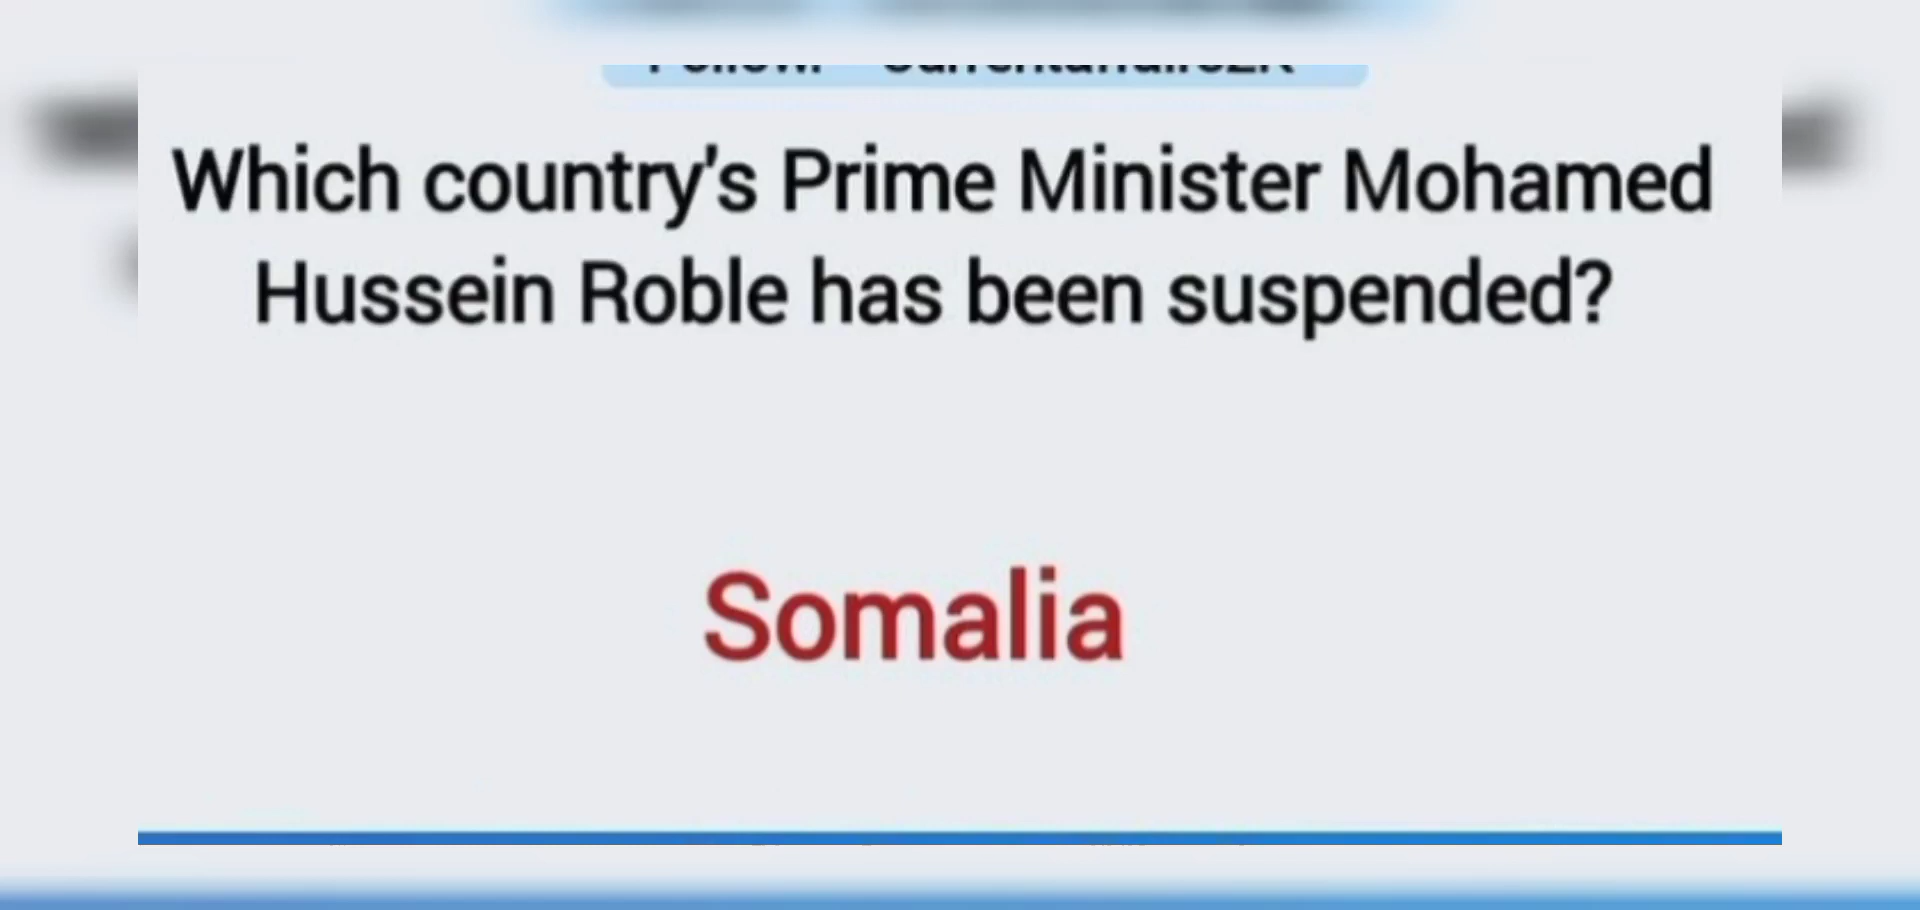 Which country's Prime Minister Mohamed
Hussein Roble has been suspended?
Somalia